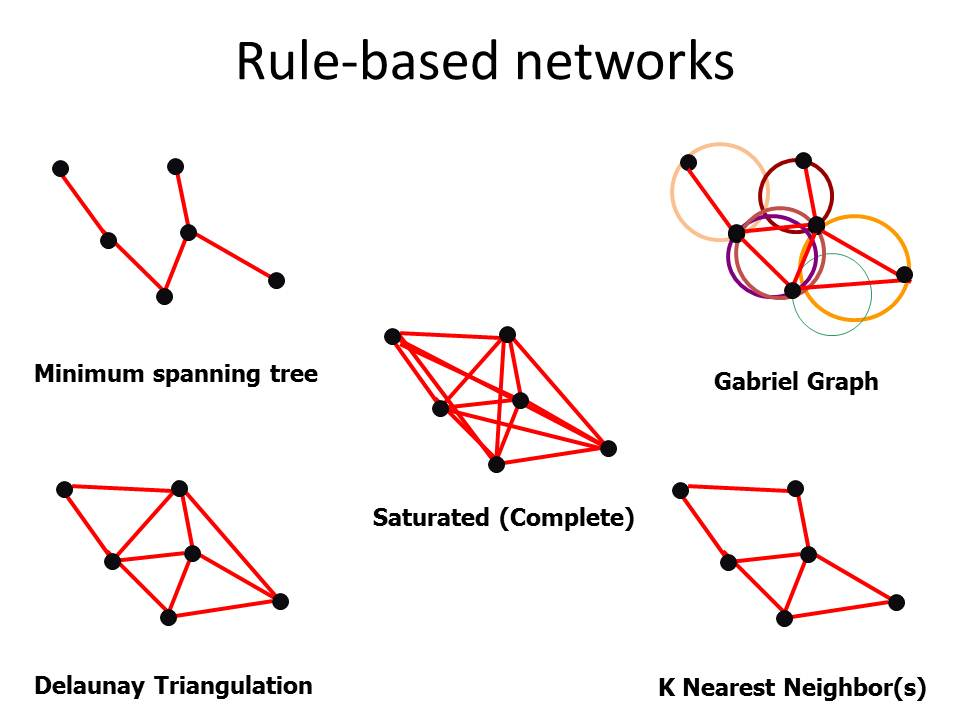 Rule-based networks
Minimum spanning tree
Gabriel Graph
Saturated (Complete)
Delaunay Triangulation
K Nearest Neighbor(s)